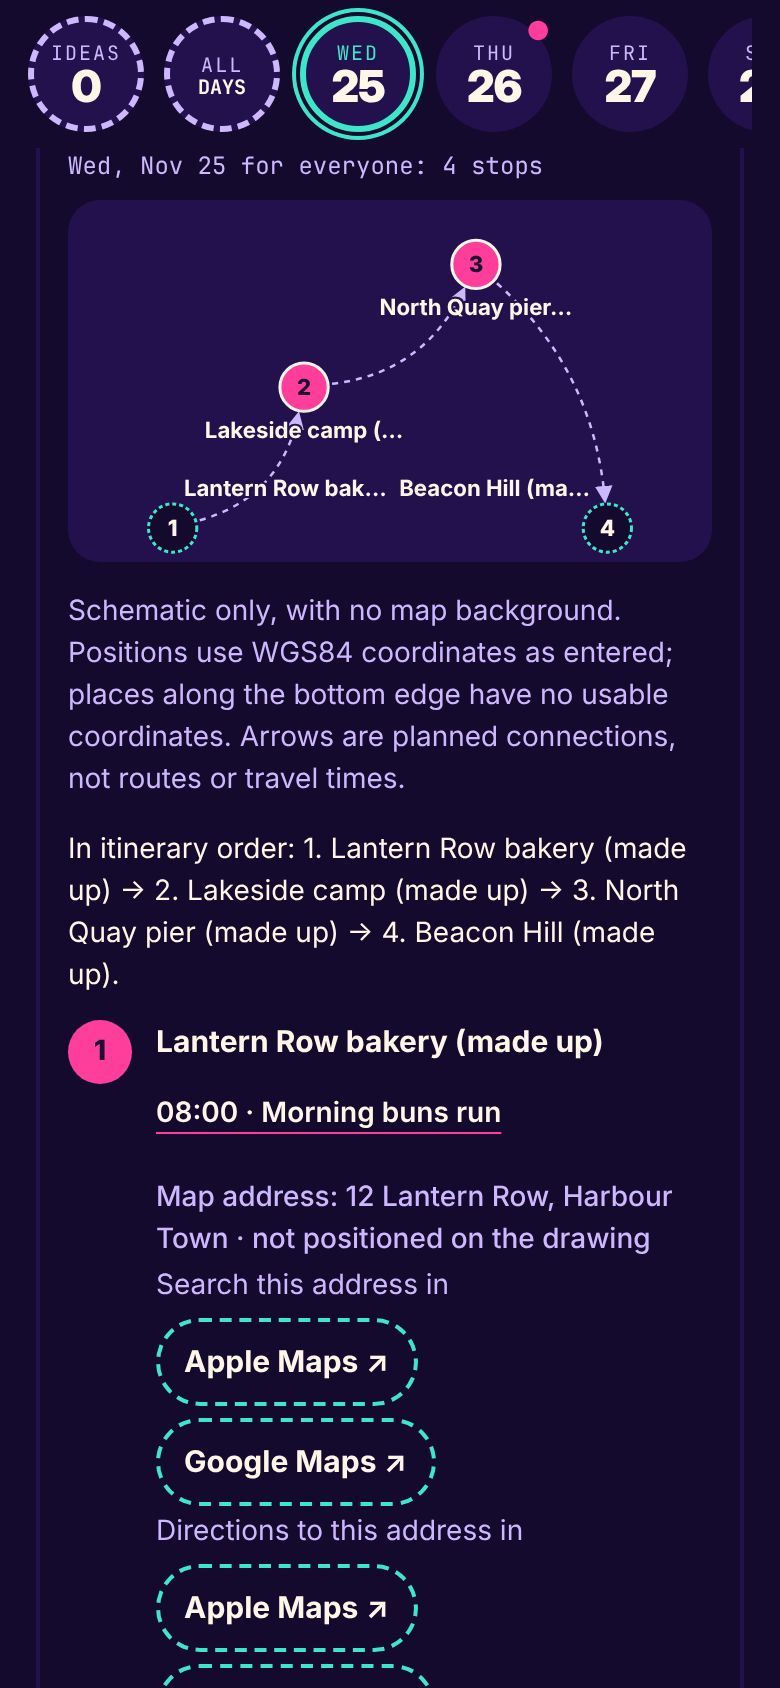 IDEAS
0
ALL
DAYS
WED
25
THU
26
FRI
27
Wed, Nov 25 for everyone: 4 stops
3
North Quay pier…
2
Lakeside camp (…
Lantern Row bak…
Beacon Hill (ma…
1
4
Schematic only, with no map background.
Positions use WGS84 coordinates as entered;
places along the bottom edge have no usable
coordinates. Arrows are planned connections,
not routes or travel times.
In itinerary order: 1. Lantern Row bakery (made
up) → 2. Lakeside camp (made up) → 3. North
Quay pier (made up) → 4. Beacon Hill (made
up).
1
Lantern Row bakery (made up)
08:00 · Morning buns run
Map address: 12 Lantern Row, Harbour
Town · not positioned on the drawing
Search this address in
Apple Maps ↗
Google Maps ↗
Directions to this address in
Apple Maps ↗